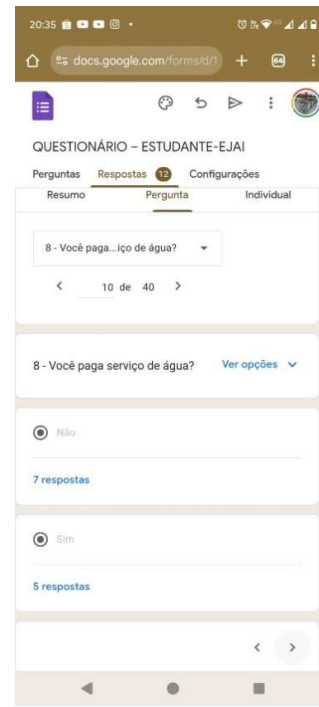 20:35
docs.google.com/forms/d/1
64
QUESTIONÁRIO – ESTUDANTE-EJAI
Perguntas Respostas 12 Configurações
Resumo Pergunta Individual
8 - Você paga...iço de água?
10 de 40
8 - Você paga serviço de água? Ver opções
Não
7 respostas
Sim
5 respostas